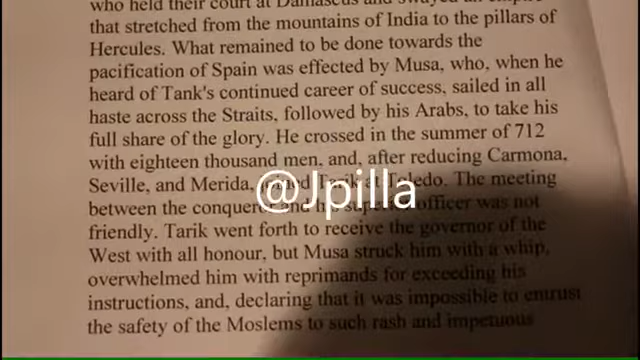 who held their court at Damascus and swayed an empire
that stretched from the mountains of India to the pillars of
Hercules. What remained to be done towards the
pacification of Spain was effected by Musa, who, when he
heard of Tank's continued career of success, sailed in all
haste across the Straits, followed by his Arabs, to take his
full share of the glory. He crossed in the summer of 712
with eighteen thousand men, and, after reducing Carmona,
Seville, and Merida, joined Tarik at Toledo. The meeting
between the conqueror and his superior officer was not
@Jpilla
friendly. Tarik went forth to receive the governor of the
West with all honour, but Musa struck him with a whip,
overwhelmed him with reprimands for exceeding his
instructions, and, declaring that it was impossible to entrust
the safety of the Moslems to such rash and impetuous